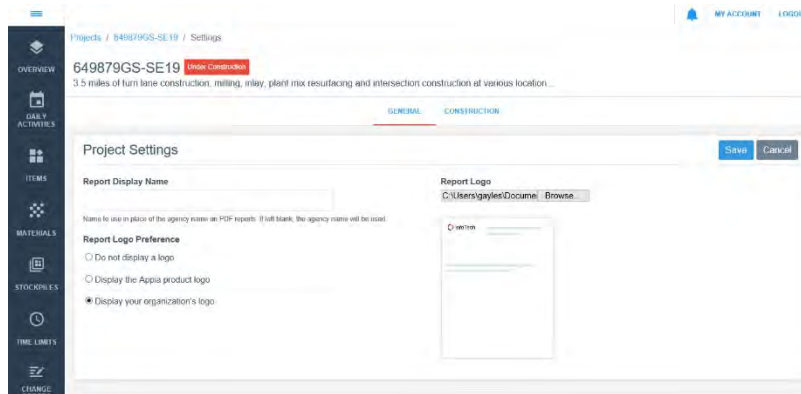 MY ACCOUNT LOGOU
Projects / 649879GS-SE19 / Settings
OVERVIEW
649879GS-SE19 Under Construction
3.5 miles of turn lane construction, milling, inlay, plant mix resurfacing and intersection construction at various location...
DAILY ACTIVITIES
GENERAL CONSTRUCTION
Project Settings
Save Cancel
ITEMS
Report Display Name
Report Logo
C:\Users\gayles\Documen Browse...
Name to use in place of the agency name on PDF reports. If left blank, the agency name will be used.
MATERIALS
Report Logo Preference
InfoTech
Do not display a logo
STOCKPILES
Display the Appia product logo
Display your organization's logo
TIME LIMITS
CHANGE